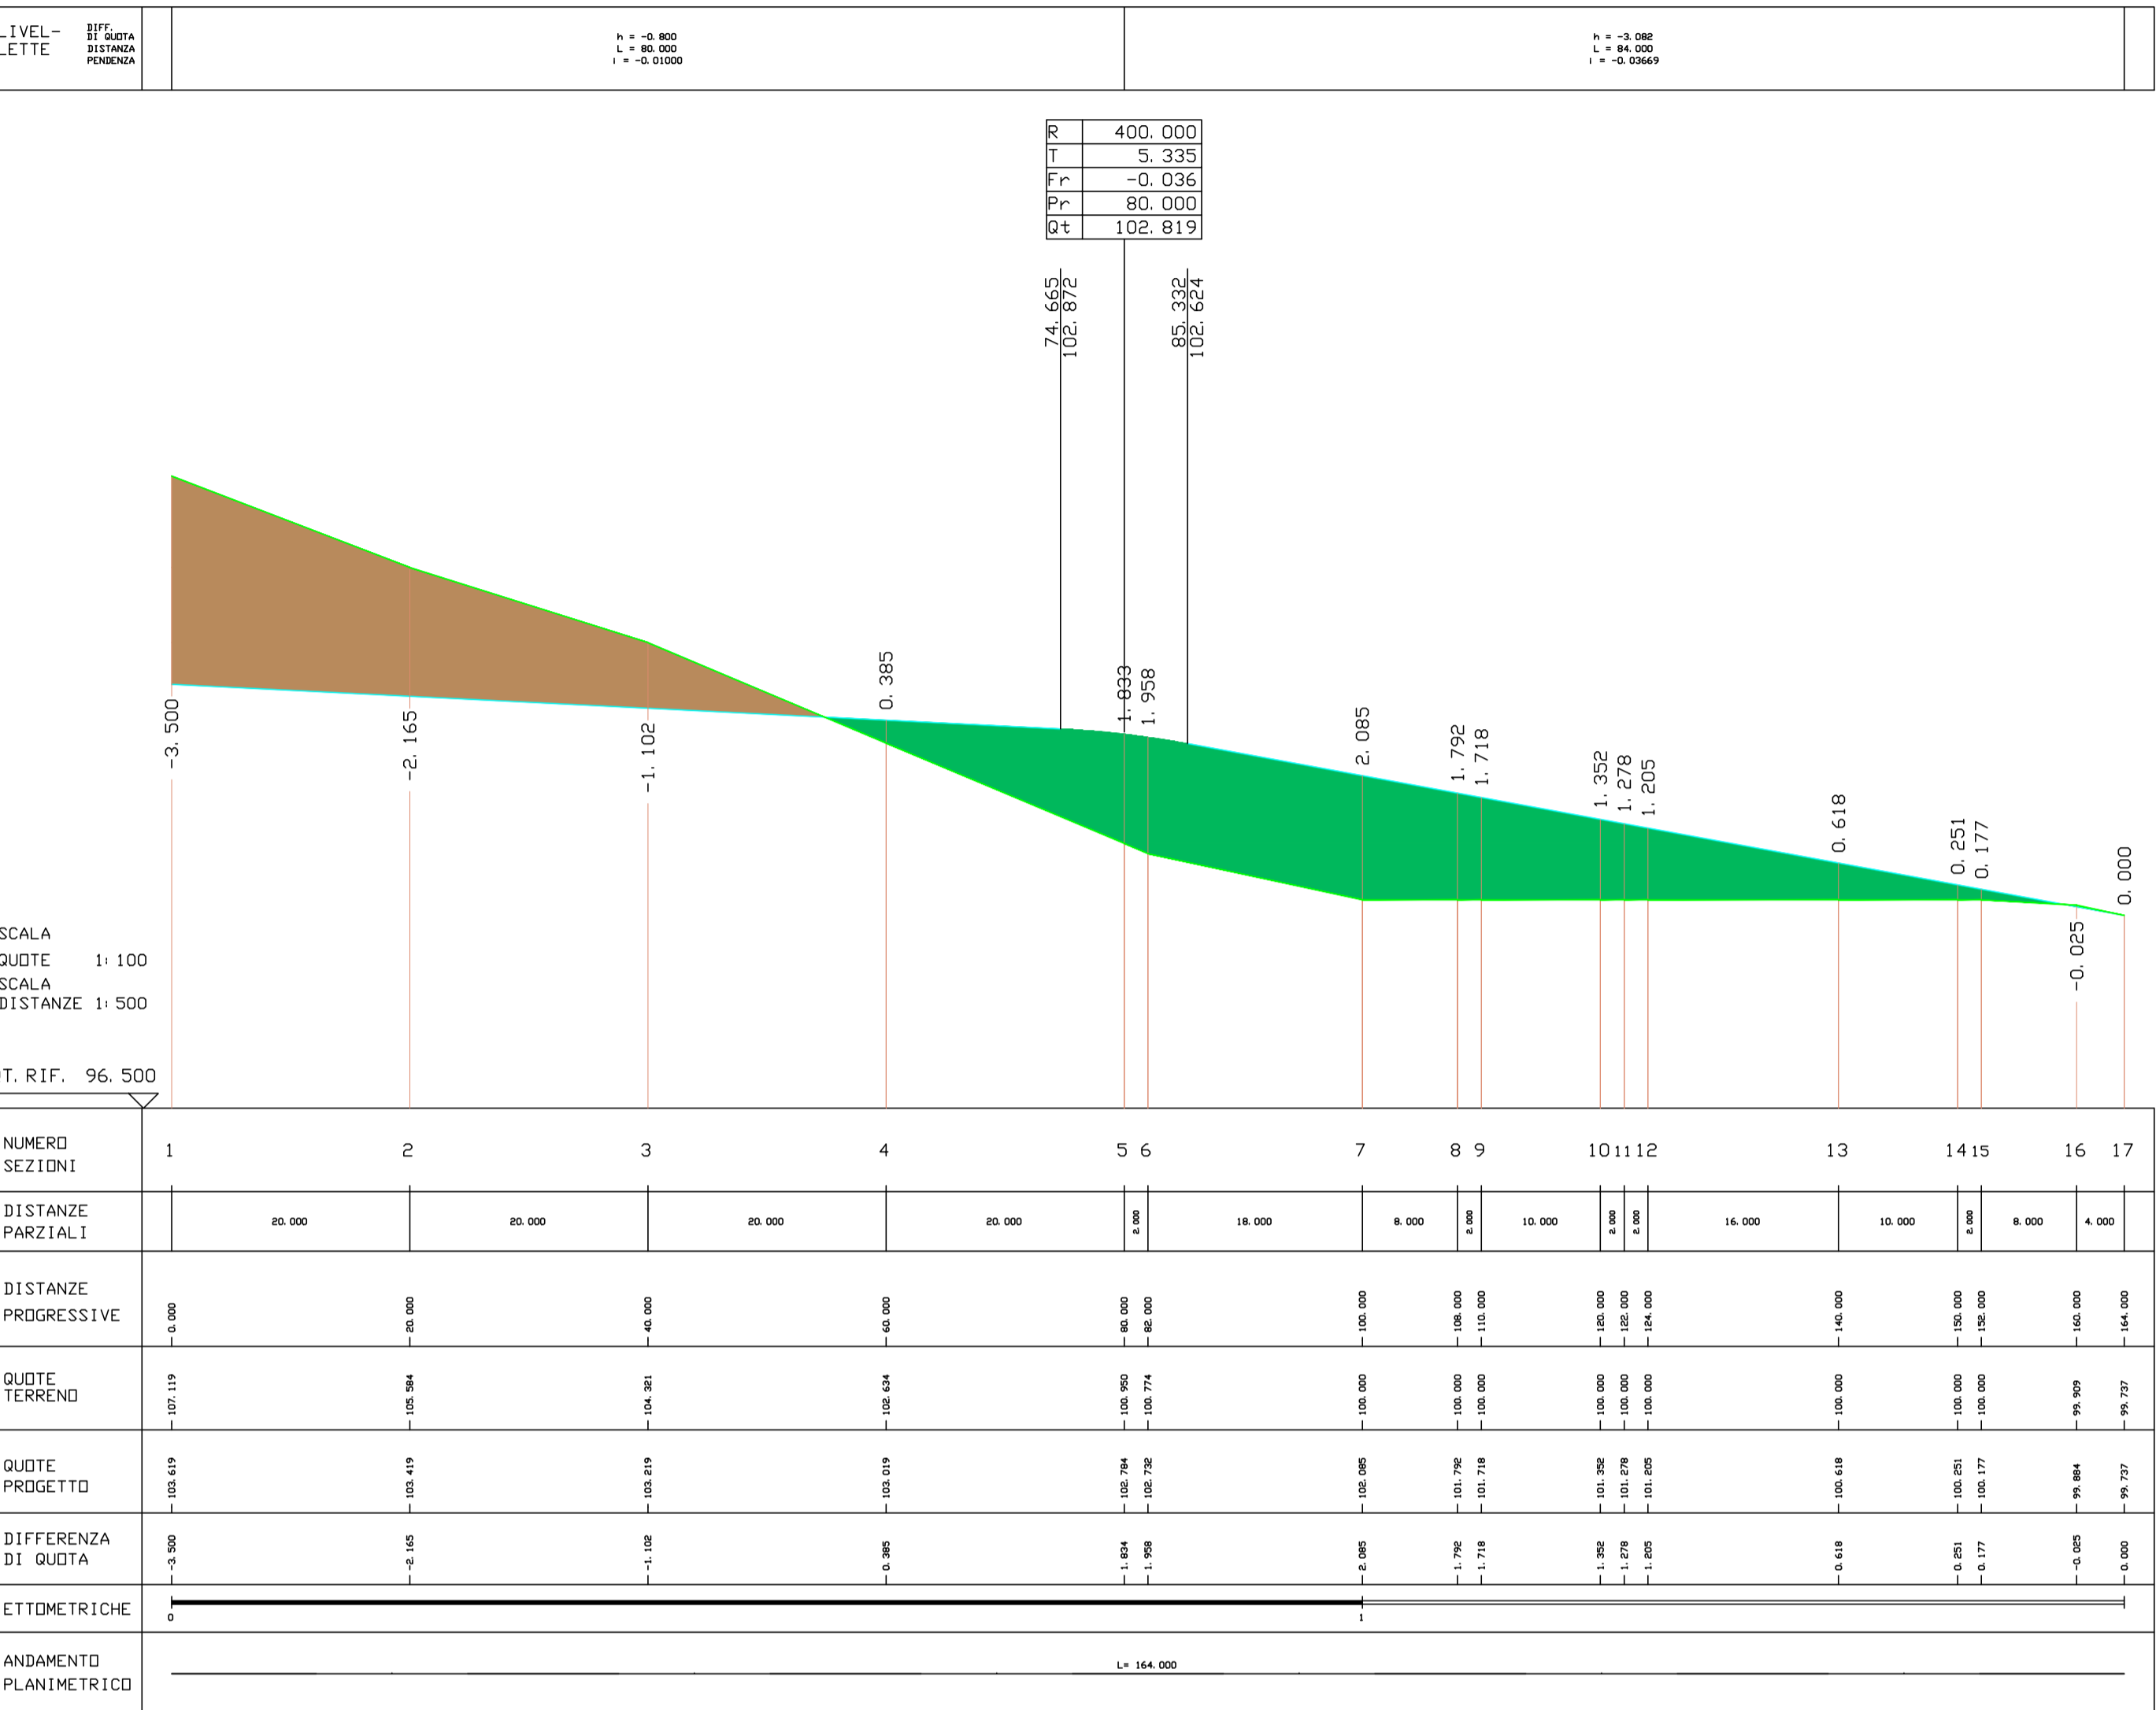 LIVEL-
LETTE
DIFF.
DI QUOTA
DISTANZA
PENDENZA
h = -0.800
L = 80.000
i = -0.01000
h = -3.082
L = 84.000
i = -0.03669
R 400.000
T 5.335
Fr -0.036
Pr 80.000
Qt 102.819
74.665
102.872
85.332
102.624
-3.500
-2.165
-1.102
0.385
1.833
1.958
2.085
1.792
1.718
1.352
1.278
1.205
0.618
0.251
0.177
-0.025
0.000
SCALA
QUOTE 1:100
SCALA
DISTANZE 1:500
T.RIF. 96.500
NUMERO
SEZIONI
1 2 3 4 5 6 7 8 9 10 11 12 13 14 15 16 17
DISTANZE
PARZIALI
20.000 20.000 20.000 20.000 2.000 18.000 8.000 2.000 10.000 2.000 2.000 16.000 10.000 2.000 8.000 4.000
DISTANZE
PROGRESSIVE
0.000 20.000 40.000 60.000 80.000 82.000 100.000 108.000 110.000 120.000 122.000 124.000 140.000 150.000 152.000 160.000 164.000
QUOTE
TERRENO
107.119 105.584 104.321 102.634 100.950 100.774 100.000 100.000 100.000 100.000 100.000 100.000 100.000 100.000 100.000 99.909 99.737
QUOTE
PROGETTO
103.619 103.419 103.219 103.019 102.784 102.732 102.085 101.792 101.718 101.352 101.278 101.205 100.618 100.251 100.177 99.884 99.737
DIFFERENZA
DI QUOTA
-3.500 -2.165 -1.102 0.385 1.834 1.958 2.085 1.792 1.718 1.352 1.278 1.205 0.618 0.251 0.177 -0.025 0.000
ETTOMETRICHE
0 1
ANDAMENTO
PLANIMETRICO
L= 164.000